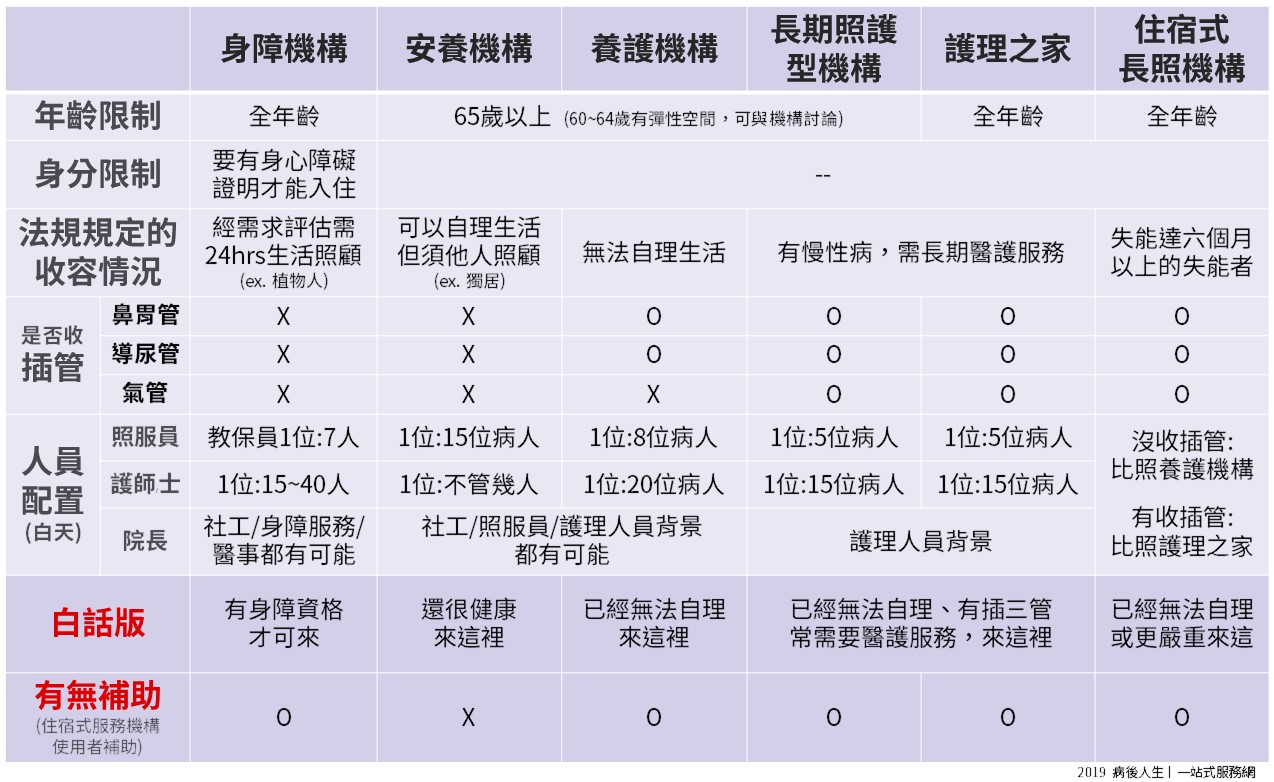 身障機構
安養機構
養護機構
長期照護
型機構
護理之家
住宿式
長照機構
年齡限制
全年齡
65歲以上 (60~64歲有彈性空間，可與機構討論)
全年齡
全年齡
身分限制
要有身心障礙
證明才能入住
--
法規規定的
收容情況
經需求評估需
24hrs生活照顧
(ex. 植物人)
可以自理生活
但須他人照顧
(ex. 獨居)
無法自理生活
有慢性病，需長期醫護服務
失能達六個月
以上的失能者
是否收
插管
鼻胃管
X
X
O
O
O
O
導尿管
X
X
O
O
O
O
氣管
X
X
X
O
O
O
人員
配置
(白天)
照服員
教保員1位:7人
1位:15位病人
1位:8位病人
1位:5位病人
1位:5位病人
沒收插管:
比照養護機構
有收插管:
比照護理之家
護師/士
1位:15~40人
1位:不管幾人
1位:20位病人
1位:15位病人
1位:15位病人
院長
社工/身障服務/
醫事都有可能
社工/照服員/護理人員背景
都有可能
護理人員背景
白話版
有身障資格
才可來
還很健康
來這裡
已經無法自理
來這裡
已經無法自理、有插三管
常需要醫護服務，來這裡
已經無法自理
或更嚴重來這
有無補助
(住宿式服務機構
使用者補助)
O
X
O
O
O
O
2019 病後人生｜一站式服務網